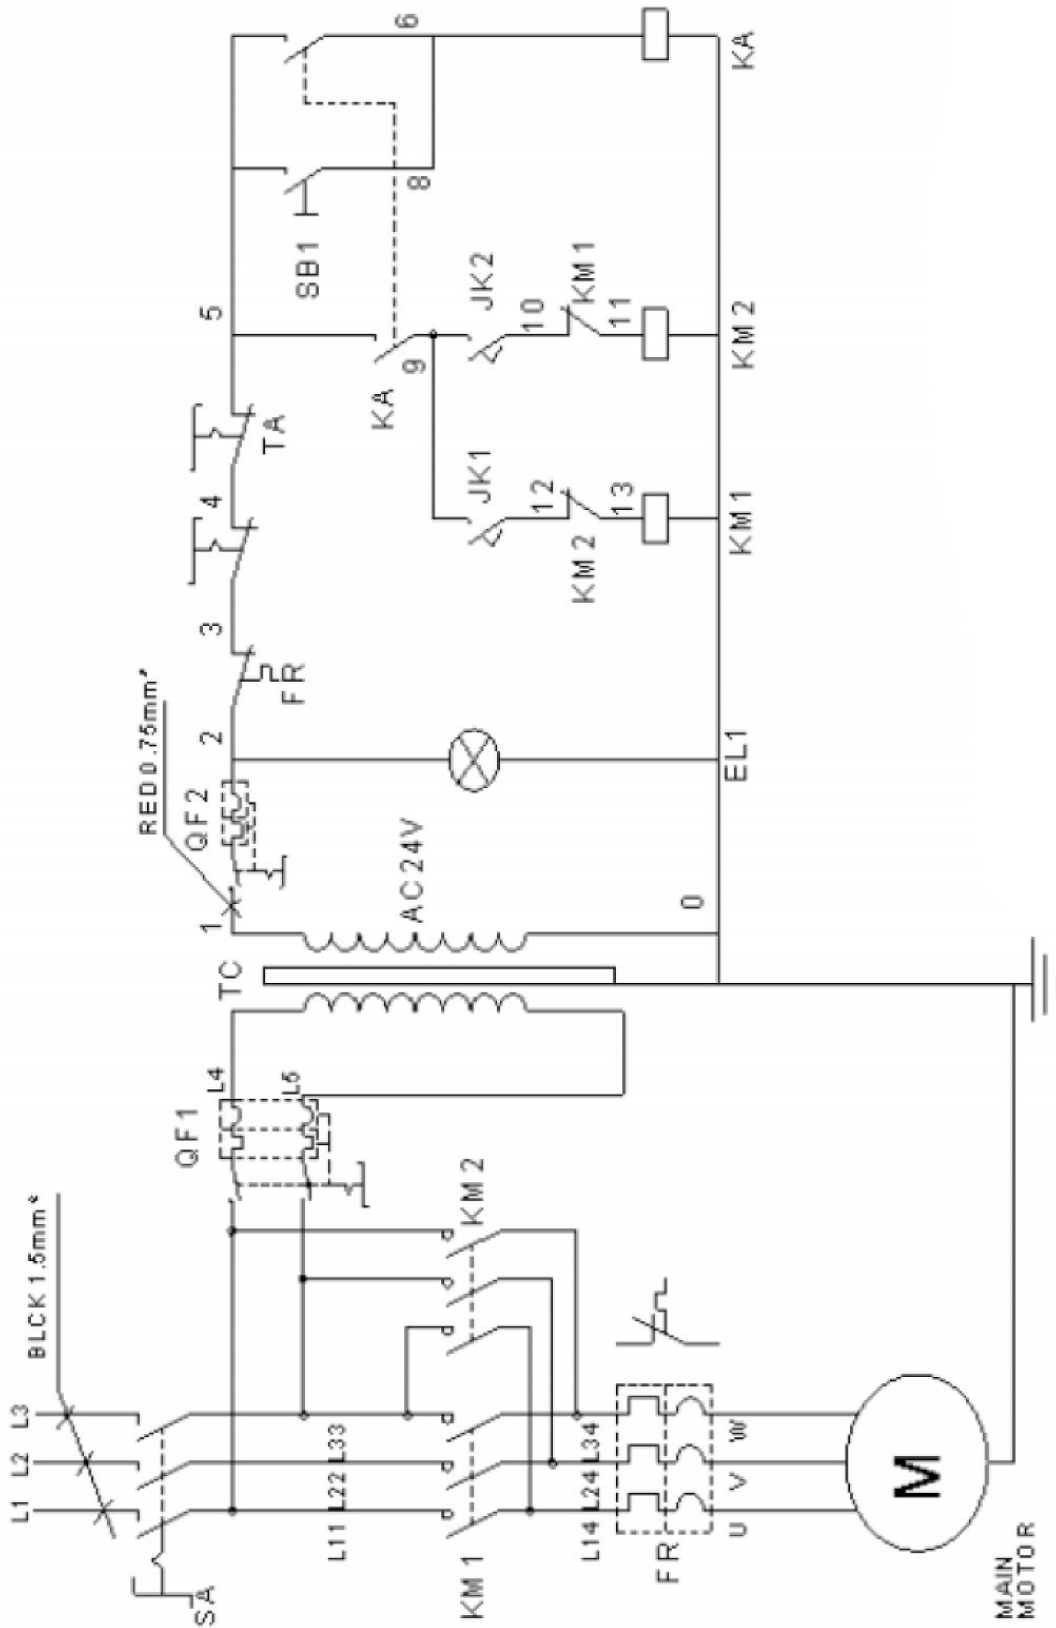 L1
L2
L3
BLCK 1.5mm²
SA
L11
L22
L33
KM1
KM2
L14
L24
L34
FR
U
V
W
M
MAIN
MOTOR
QF1
L4
L5
TC
AC24V
0
1
RED 0.75mm²
QF2
2
EL1
FR
3
4
TA
5
KA
9
JK1
12
KM2
13
KM1
JK2
10
KM1
11
KM2
SB1
8
6
KA